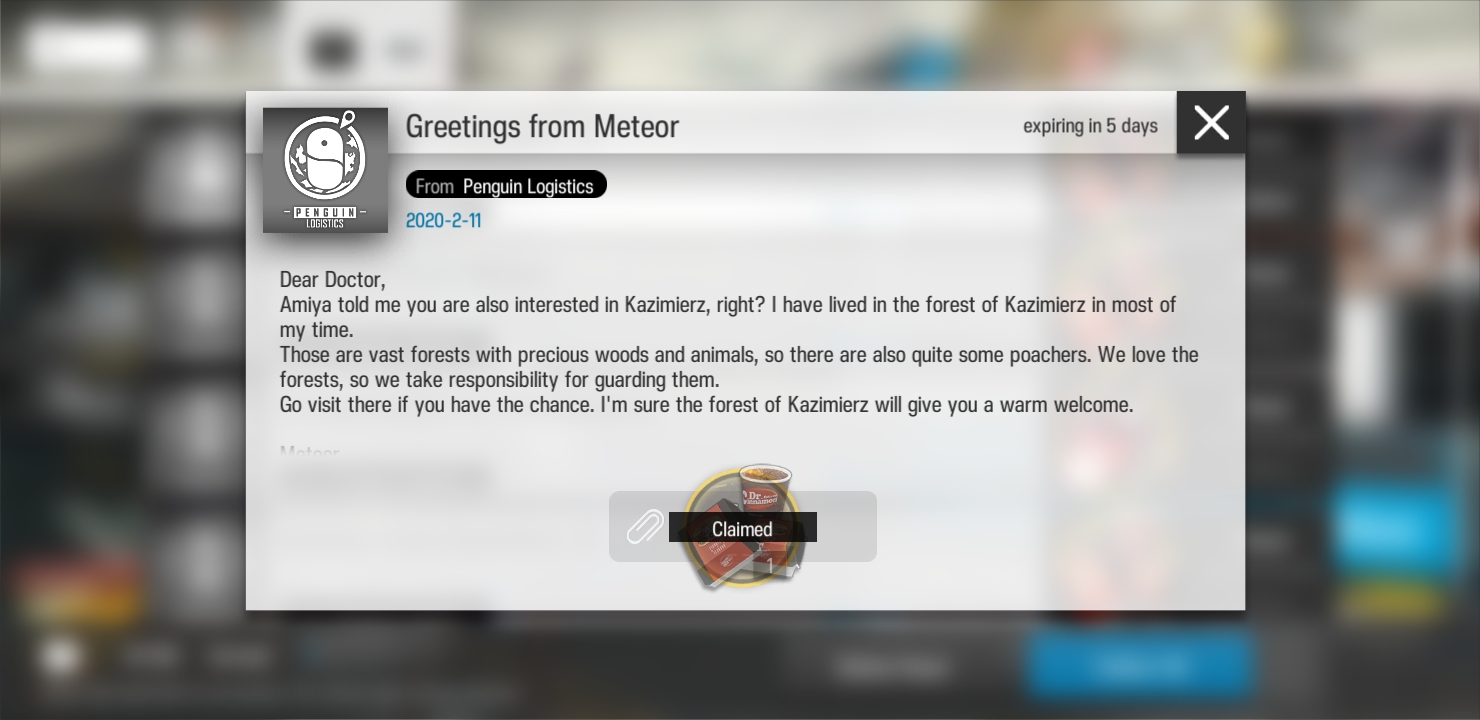 Greetings from Meteor
expiring in 5 days
PENGUIN
LOGISTICS
From Penguin Logistics
2020-2-11
Dear Doctor,
Amiya told me you are also interested in Kazimierz, right? I have lived in the forest of Kazimierz in most of
my time.
Those are vast forests with precious woods and animals, so there are also quite some poachers. We love the
forests, so we take responsibility for guarding them.
Go visit there if you have the chance. I'm sure the forest of Kazimierz will give you a warm welcome.
Meteor
Dr.
Claimed
1